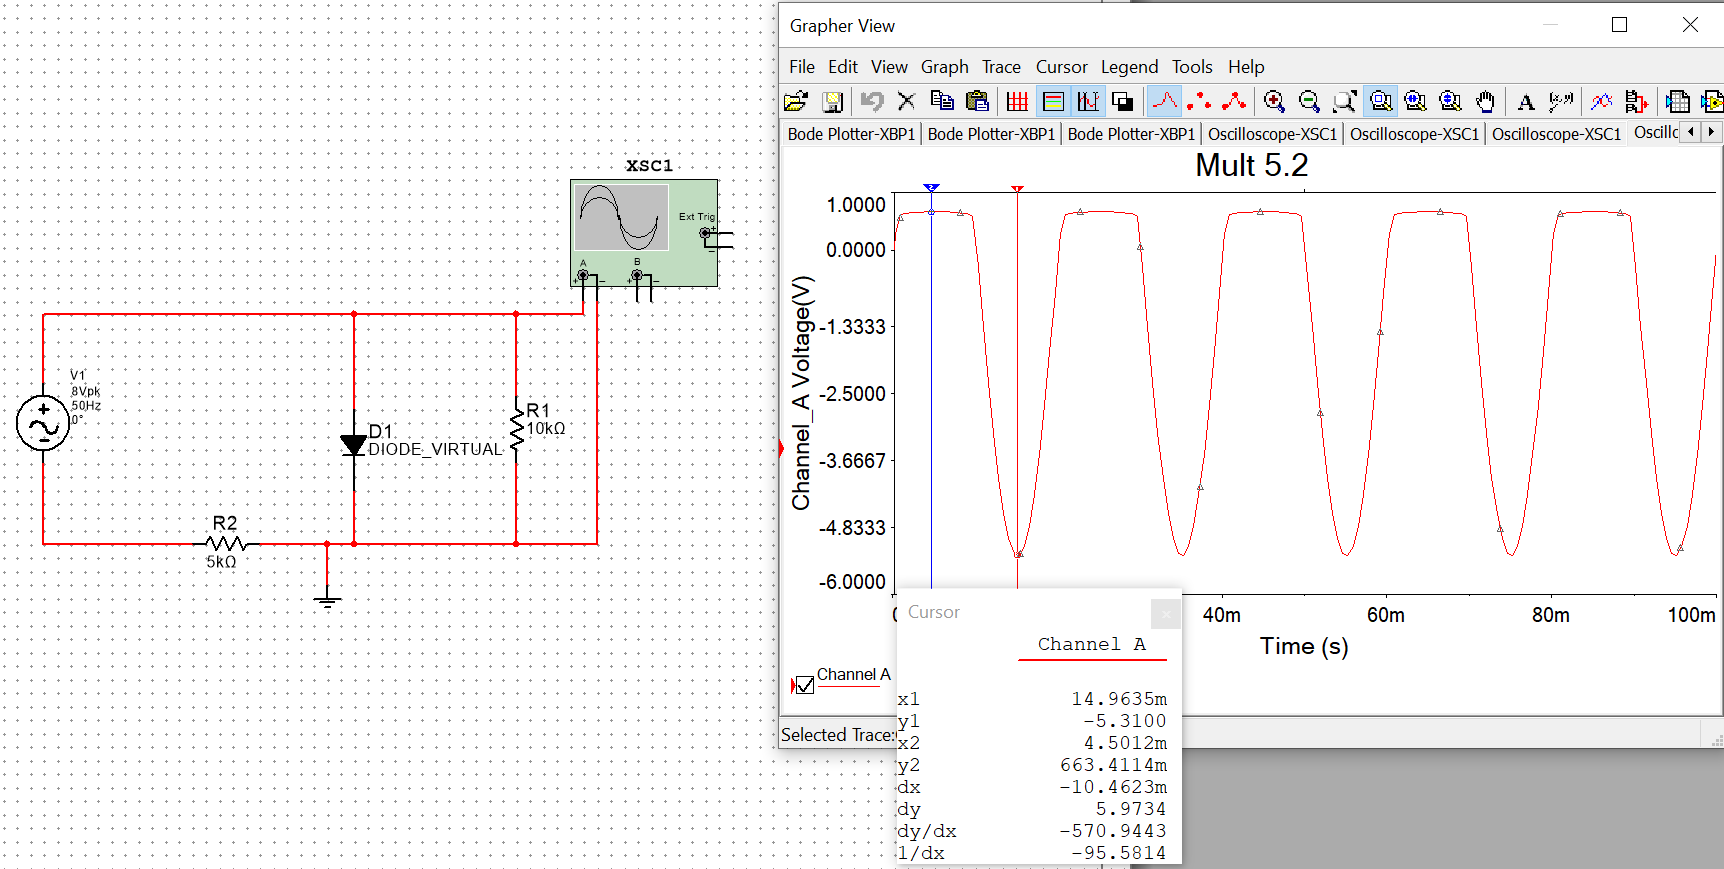 Grapher View
File Edit View Graph Trace Cursor Legend Tools Help
Bode Plotter-XBP1 Bode Plotter-XBP1 Bode Plotter-XBP1 Oscilloscope-XSC1 Oscilloscope-XSC1 Oscilloscope-XSC1 Oscillc
Mult 5.2
XSC1
Ext Trig
A
B
V1
8Vpk
50Hz
0°
D1
DIODE_VIRTUAL
R1
10kΩ
R2
5kΩ
Channel_A Voltage(V)
1.0000
0.0000
-1.3333
-2.5000
-3.6667
-4.8333
-6.0000
0
40m
60m
80m
100m
Time (s)
Channel A
Selected Trace:
Cursor
Channel A
x1 14.9635m
y1 -5.3100
x2 4.5012m
y2 663.4114m
dx -10.4623m
dy 5.9734
dy/dx -570.9443
1/dx -95.5814